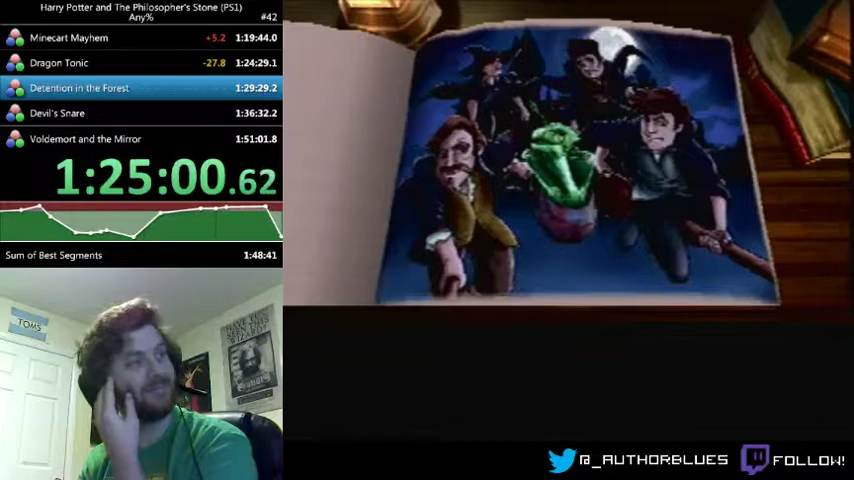 Harry Potter and The Philosopher's Stone (PS1)
Any% #42
Minecart Mayhem +5.2 1:19:44.0
Dragon Tonic -27.8 1:24:29.1
Detention in the Forest 1:29:29.2
Devil's Snare 1:36:32.2
Voldemort and the Mirror 1:51:01.8
1:25:00.62
Sum of Best Segments 1:48:41
TOMS
HAVE YOU
SEEN THIS
WIZARD?
@_AUTHORBLUES FOLLOW!